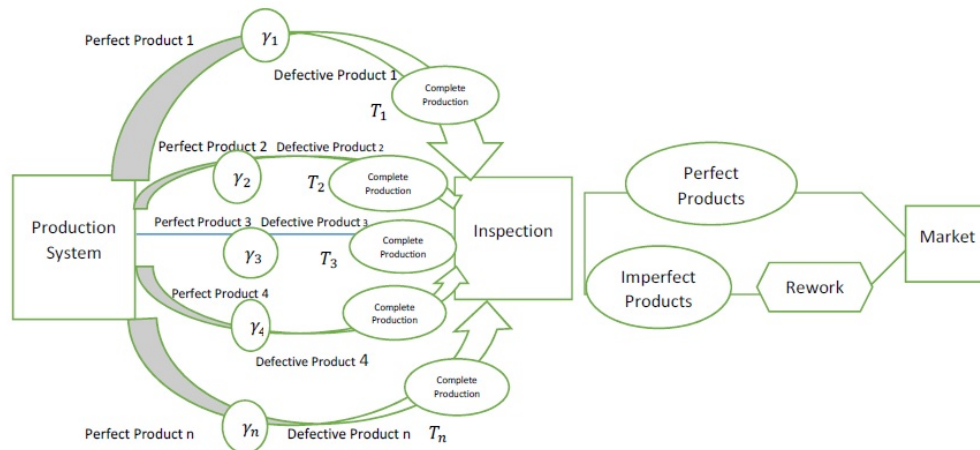 Perfect Product 1
γ₁
Defective Product 1
Complete
Production
T₁
Perfect Product 2
Defective Product 2
γ₂
T₂
Complete
Production
Production
System
Perfect Product 3
Defective Product 3
γ₃
T₃
Complete
Production
Perfect Product 4
γ₄
Complete
Production
Defective Product 4
Perfect Product n
γₙ
Defective Product n
Tₙ
Complete
Production
Inspection
Perfect
Products
Imperfect
Products
Rework
Market